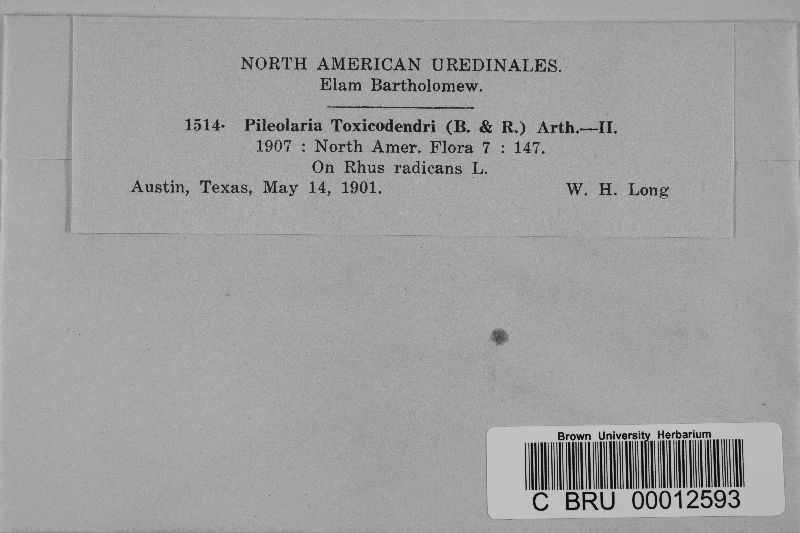 NORTH AMERICAN UREDINALES.
Elam Bartholomew.
1514. Pileolaria Toxicodendri (B. & R.) Arth.—II.
1907 : North Amer. Flora 7 : 147.
On Rhus radicans L.
Austin, Texas, May 14, 1901. W. H. Long
Brown University Herbarium
C BRU 00012593